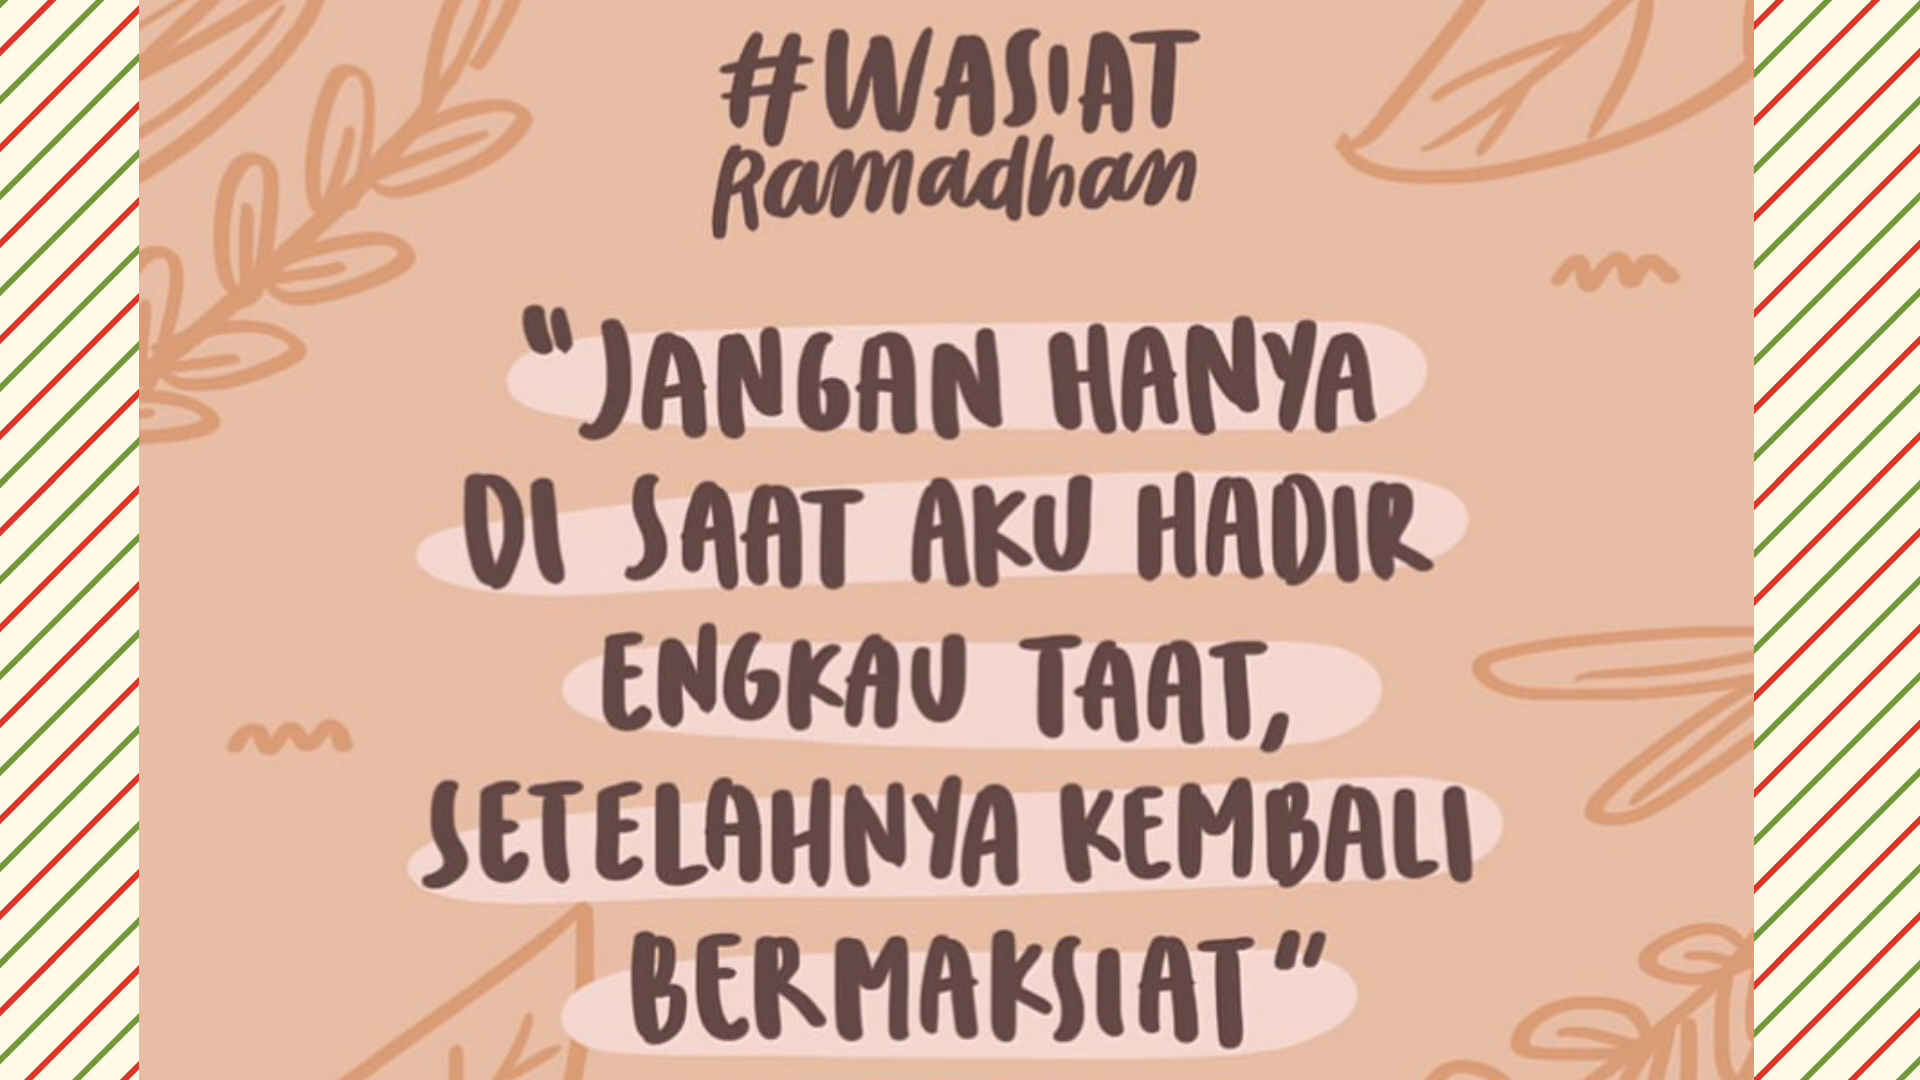 #WASIAT
Ramadhan
"JANGAN HANYA
DI SAAT AKU HADIR
ENGKAU TAAT,
SETELAHNYA KEMBALI
BERMAKSIAT"